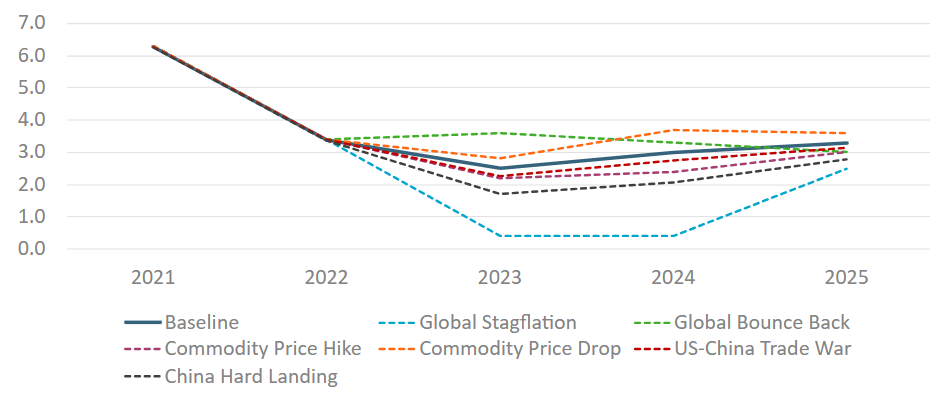 7.0
6.0
5.0
4.0
3.0
2.0
1.0
0.0
2021 2022 2023 2024 2025
Baseline Global Stagflation Global Bounce Back
Commodity Price Hike Commodity Price Drop US-China Trade War
China Hard Landing